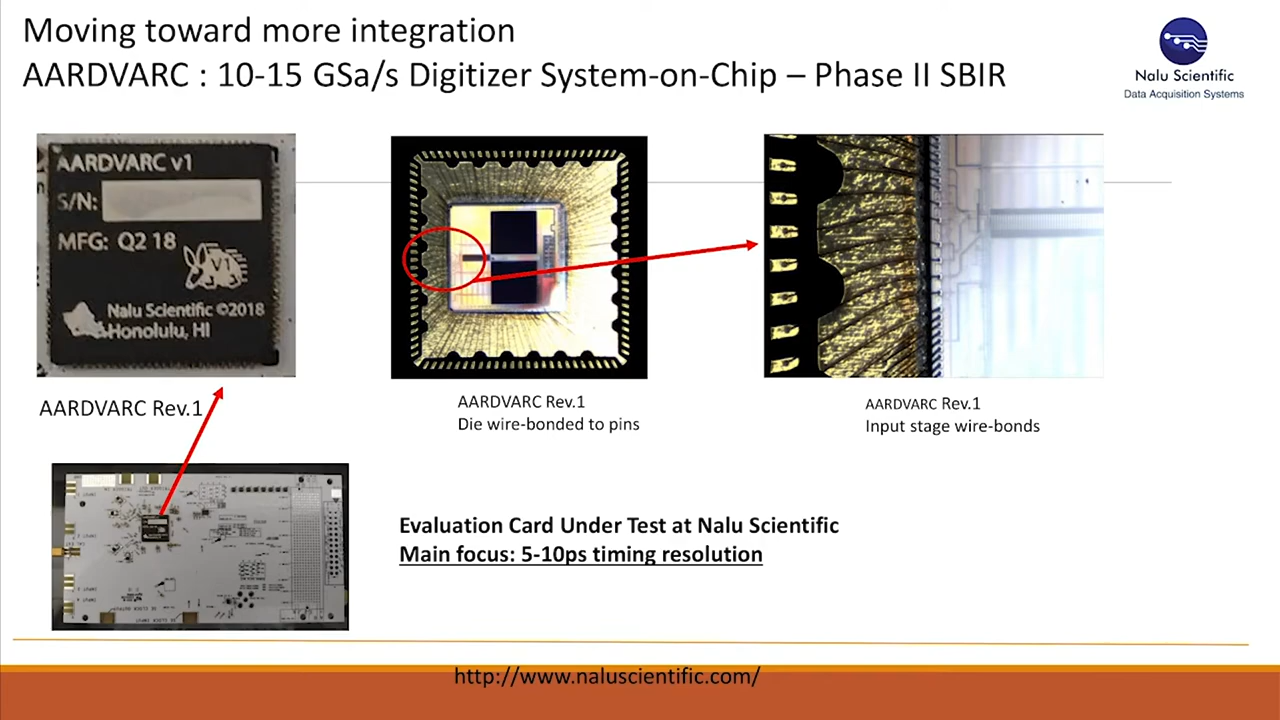 Moving toward more integration
AARDVARC : 10-15 GSa/s Digitizer System-on-Chip – Phase II SBIR
Nalu Scientific
Data Acquisition Systems
AARDVARC v1
S/N:
MFG: Q2 18
V1
Nalu Scientific ©2018
Honolulu, HI
AARDVARC Rev.1
AARDVARC Rev.1
Die wire-bonded to pins
AARDVARC Rev.1
Input stage wire-bonds
Evaluation Card Under Test at Nalu Scientific
Main focus: 5-10ps timing resolution
http://www.naluscientific.com/